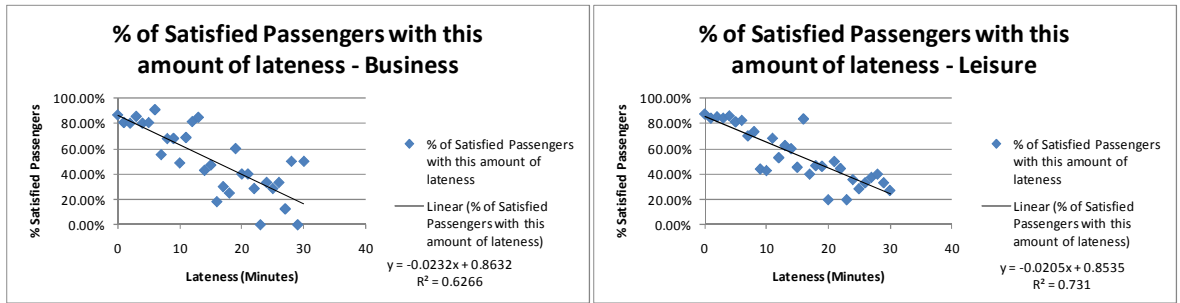 % of Satisfied Passengers with this
amount of lateness - Business
% Satisfied Passengers
100.00%
80.00%
60.00%
40.00%
20.00%
0.00%
0 10 20 30 40
Lateness (Minutes)
% of Satisfied Passengers
with this amount of
lateness
Linear (% of Satisfied
Passengers with this
amount of lateness)
y = -0.0232x + 0.8632
R² = 0.6266
% of Satisfied Passengers with this
amount of lateness - Leisure
% Satisfied Passengers
100.00%
80.00%
60.00%
40.00%
20.00%
0.00%
0 10 20 30 40
Lateness (Minutes)
% of Satisfied Passengers
with this amount of
lateness
Linear (% of Satisfied
Passengers with this
amount of lateness)
y = -0.0205x + 0.8535
R² = 0.731